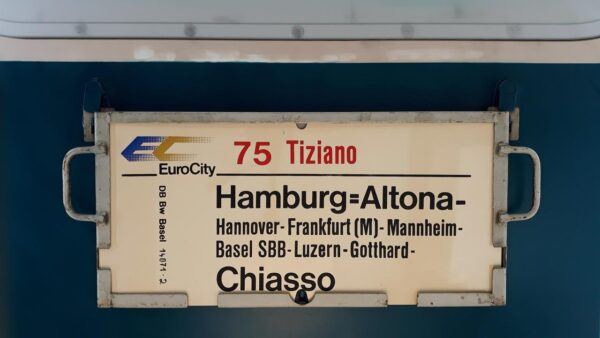 EC
EuroCity
75 Tiziano
Hamburg=Altona-
Hannover-Frankfurt (M)-Mannheim-
Basel SBB-Luzern-Gotthard-
Chiasso
DB Bw Basel 14071-2